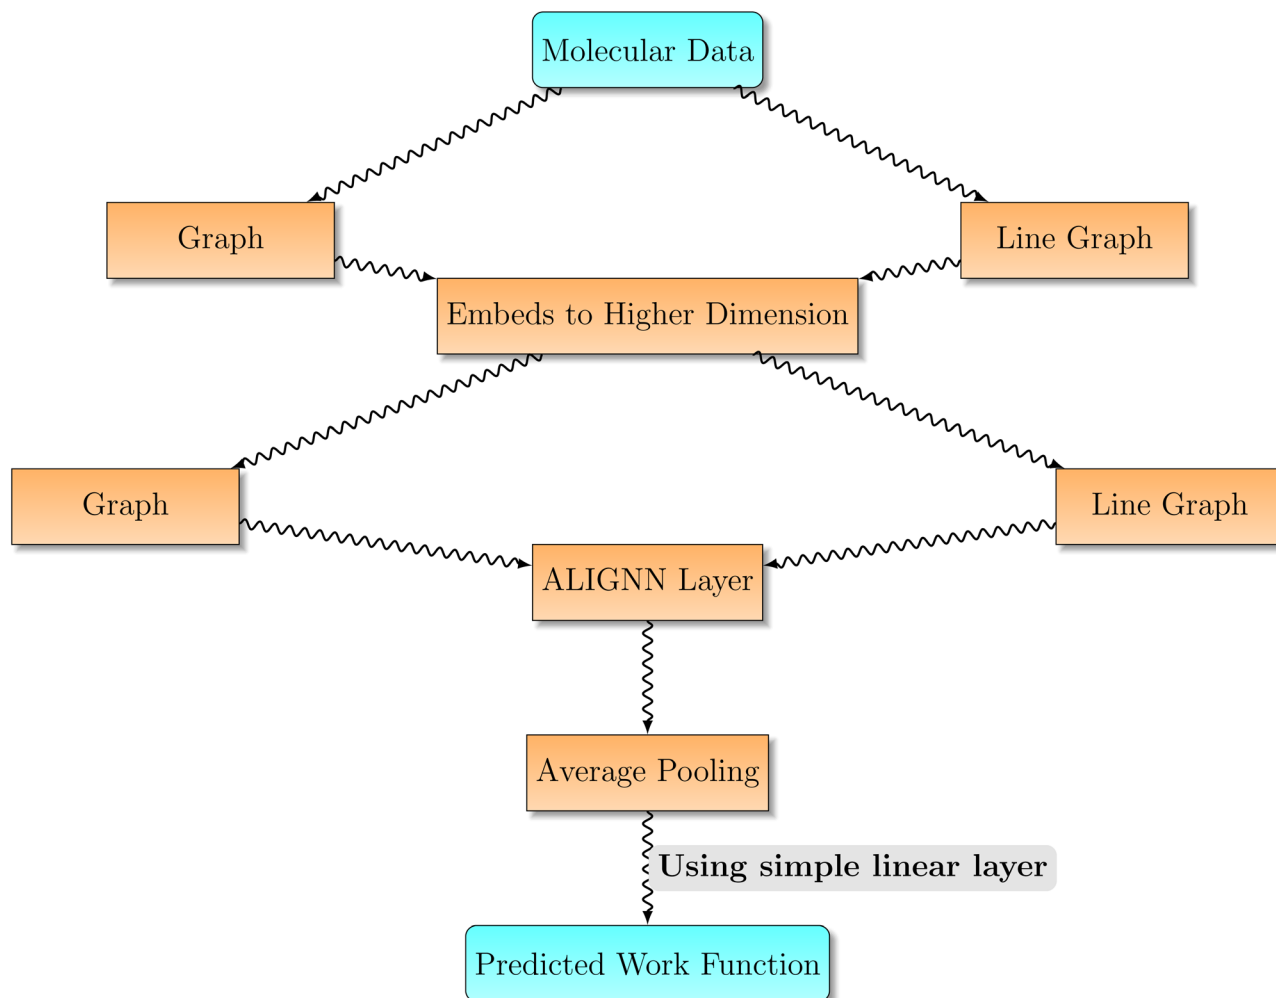 Molecular Data
Graph
Line Graph
Embeds to Higher Dimension
Graph
Line Graph
ALIGNN Layer
Average Pooling
Using simple linear layer
Predicted Work Function